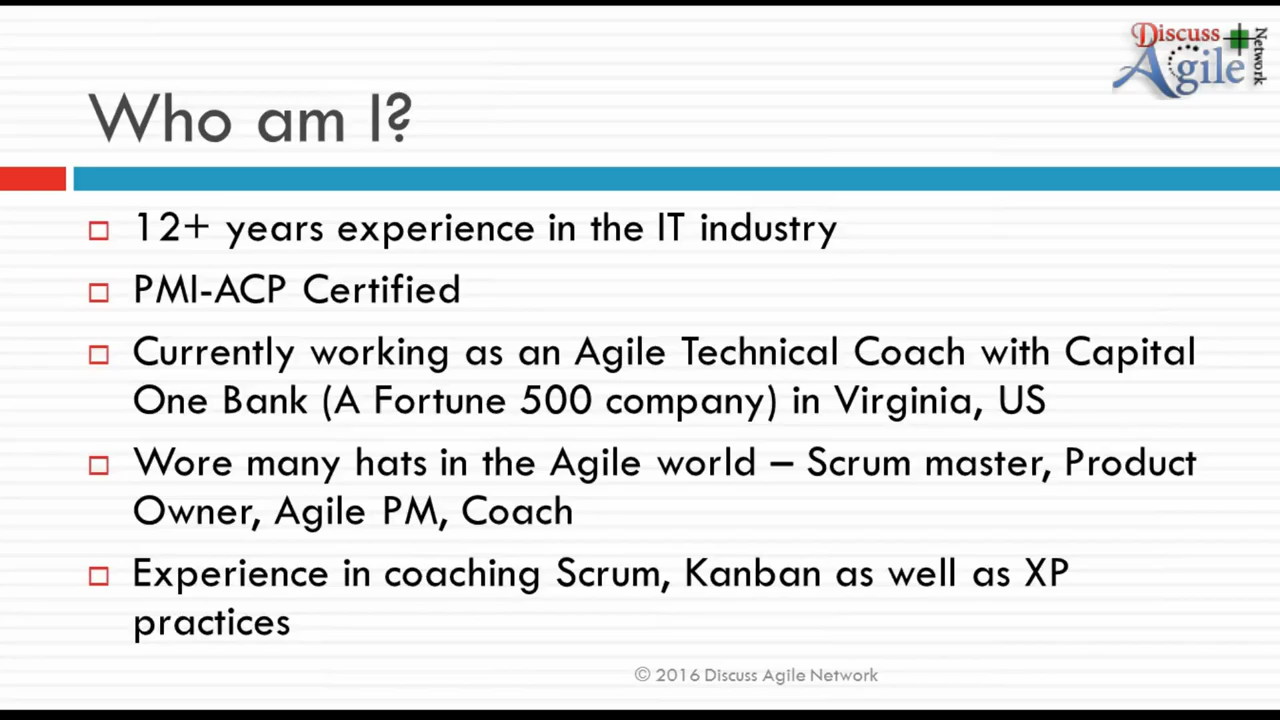 Discuss
Agile
Network
Who am I?
12+ years experience in the IT industry
PMI-ACP Certified
Currently working as an Agile Technical Coach with Capital
One Bank (A Fortune 500 company) in Virginia, US
Wore many hats in the Agile world – Scrum master, Product
Owner, Agile PM, Coach
Experience in coaching Scrum, Kanban as well as XP
practices
© 2016 Discuss Agile Network